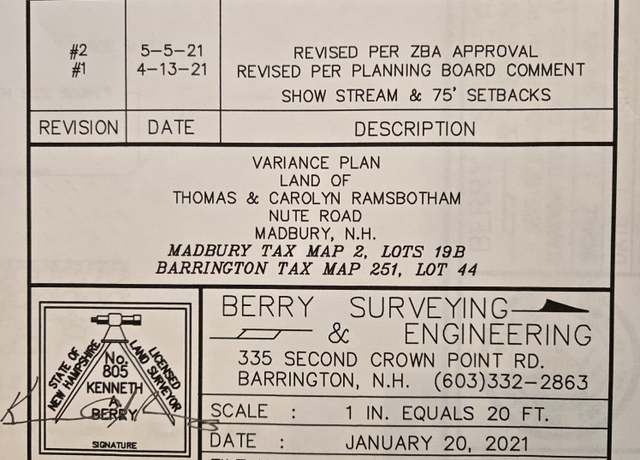 #2 5-5-21 REVISED PER ZBA APPROVAL
#1 4-13-21 REVISED PER PLANNING BOARD COMMENT
SHOW STREAM & 75' SETBACKS
REVISION DATE DESCRIPTION
VARIANCE PLAN
LAND OF
THOMAS & CAROLYN RAMSBOTHAM
NUTE ROAD
MADBURY, N.H.
MADBURY TAX MAP 2, LOTS 19B
BARRINGTON TAX MAP 251, LOT 44
STATE OF
NEW HAMPSHIRE
LICENSED
LAND SURVEYOR
No.
805
KENNETH
A.
BERRY
SIGNATURE
BERRY SURVEYING
& ENGINEERING
335 SECOND CROWN POINT RD.
BARRINGTON, N.H. (603)332-2863
SCALE : 1 IN. EQUALS 20 FT.
DATE : JANUARY 20, 2021